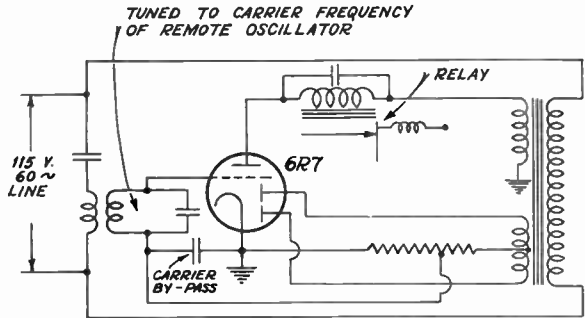 TUNED TO CARRIER FREQUENCY
OF REMOTE OSCILLATOR
RELAY
115 V.
60 ~
LINE
6R7
CARRIER
BY-PASS